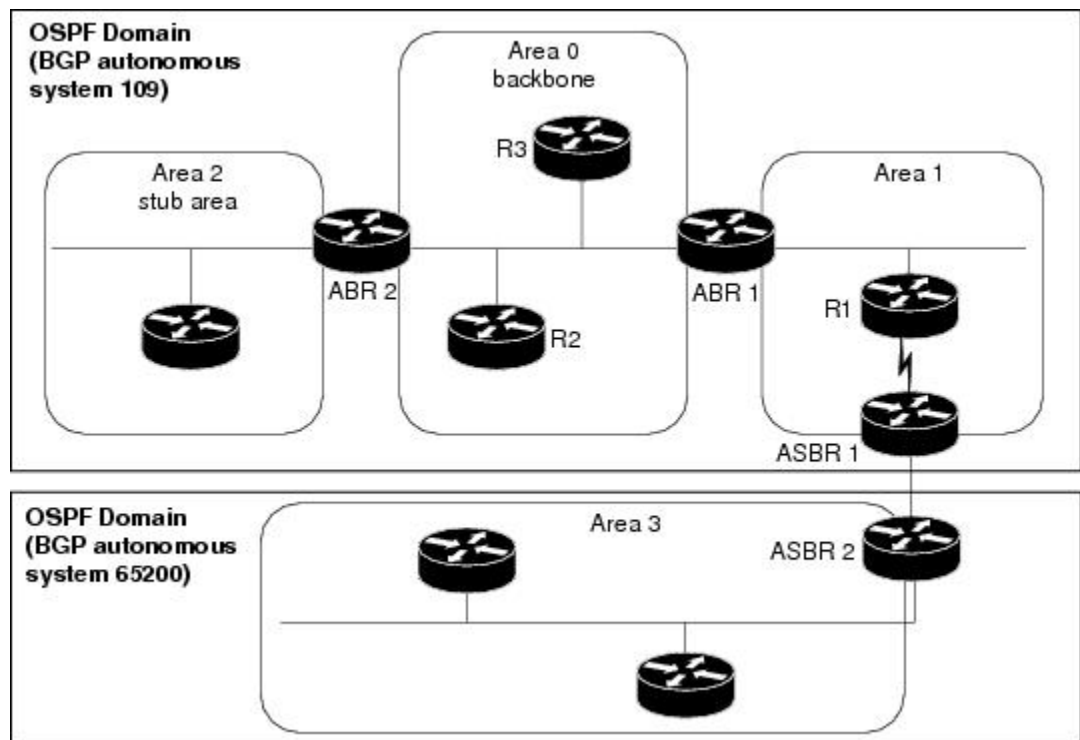 OSPF Domain
(BGP autonomous
system 109)
Area 0
backbone
R3
Area 2
stub area
Area 1
ABR 2
R2
ABR 1
R1
ASBR 1
OSPF Domain
(BGP autonomous
system 65200)
Area 3
ASBR 2